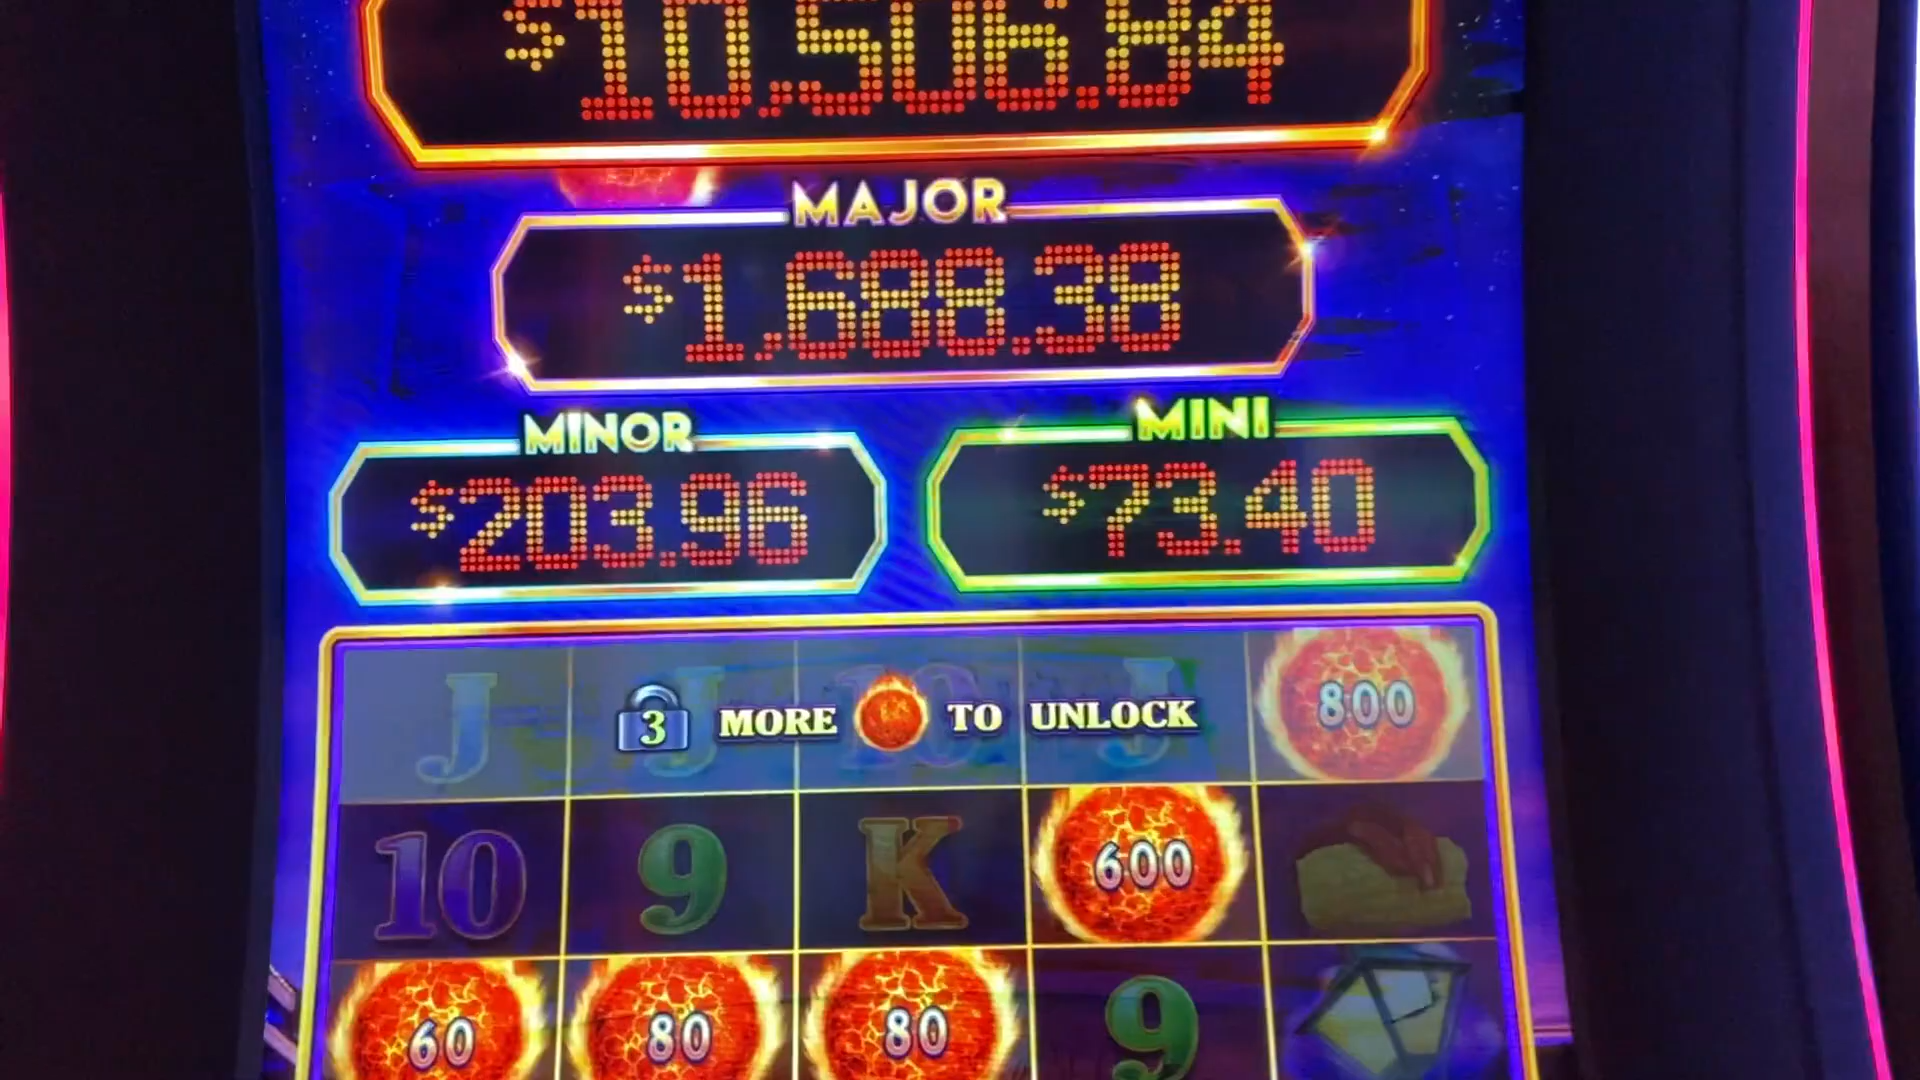 $10,506.84
MAJOR
$1,688.38
MINOR
MINI
$203.96
$73.40
J J 10 J 800
3 MORE TO UNLOCK
10 9 K 600
60 80 80 9